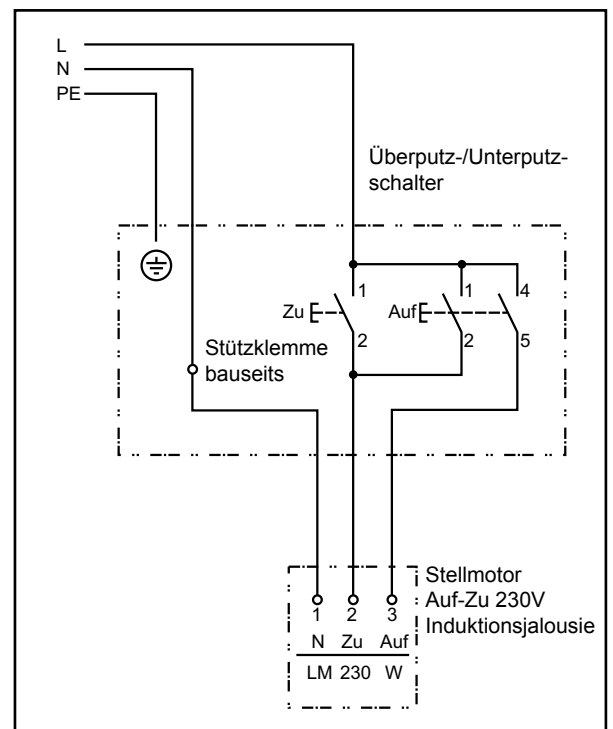 L
N
PE
Überputz-/Unterputz-
schalter
1
1
4
Zu
Auf
2
2
5
Stützklemme
bauseits
Stellmotor
Auf-Zu 230V
Induktionsjalousie
1 2 3
N Zu Auf
LM 230 W